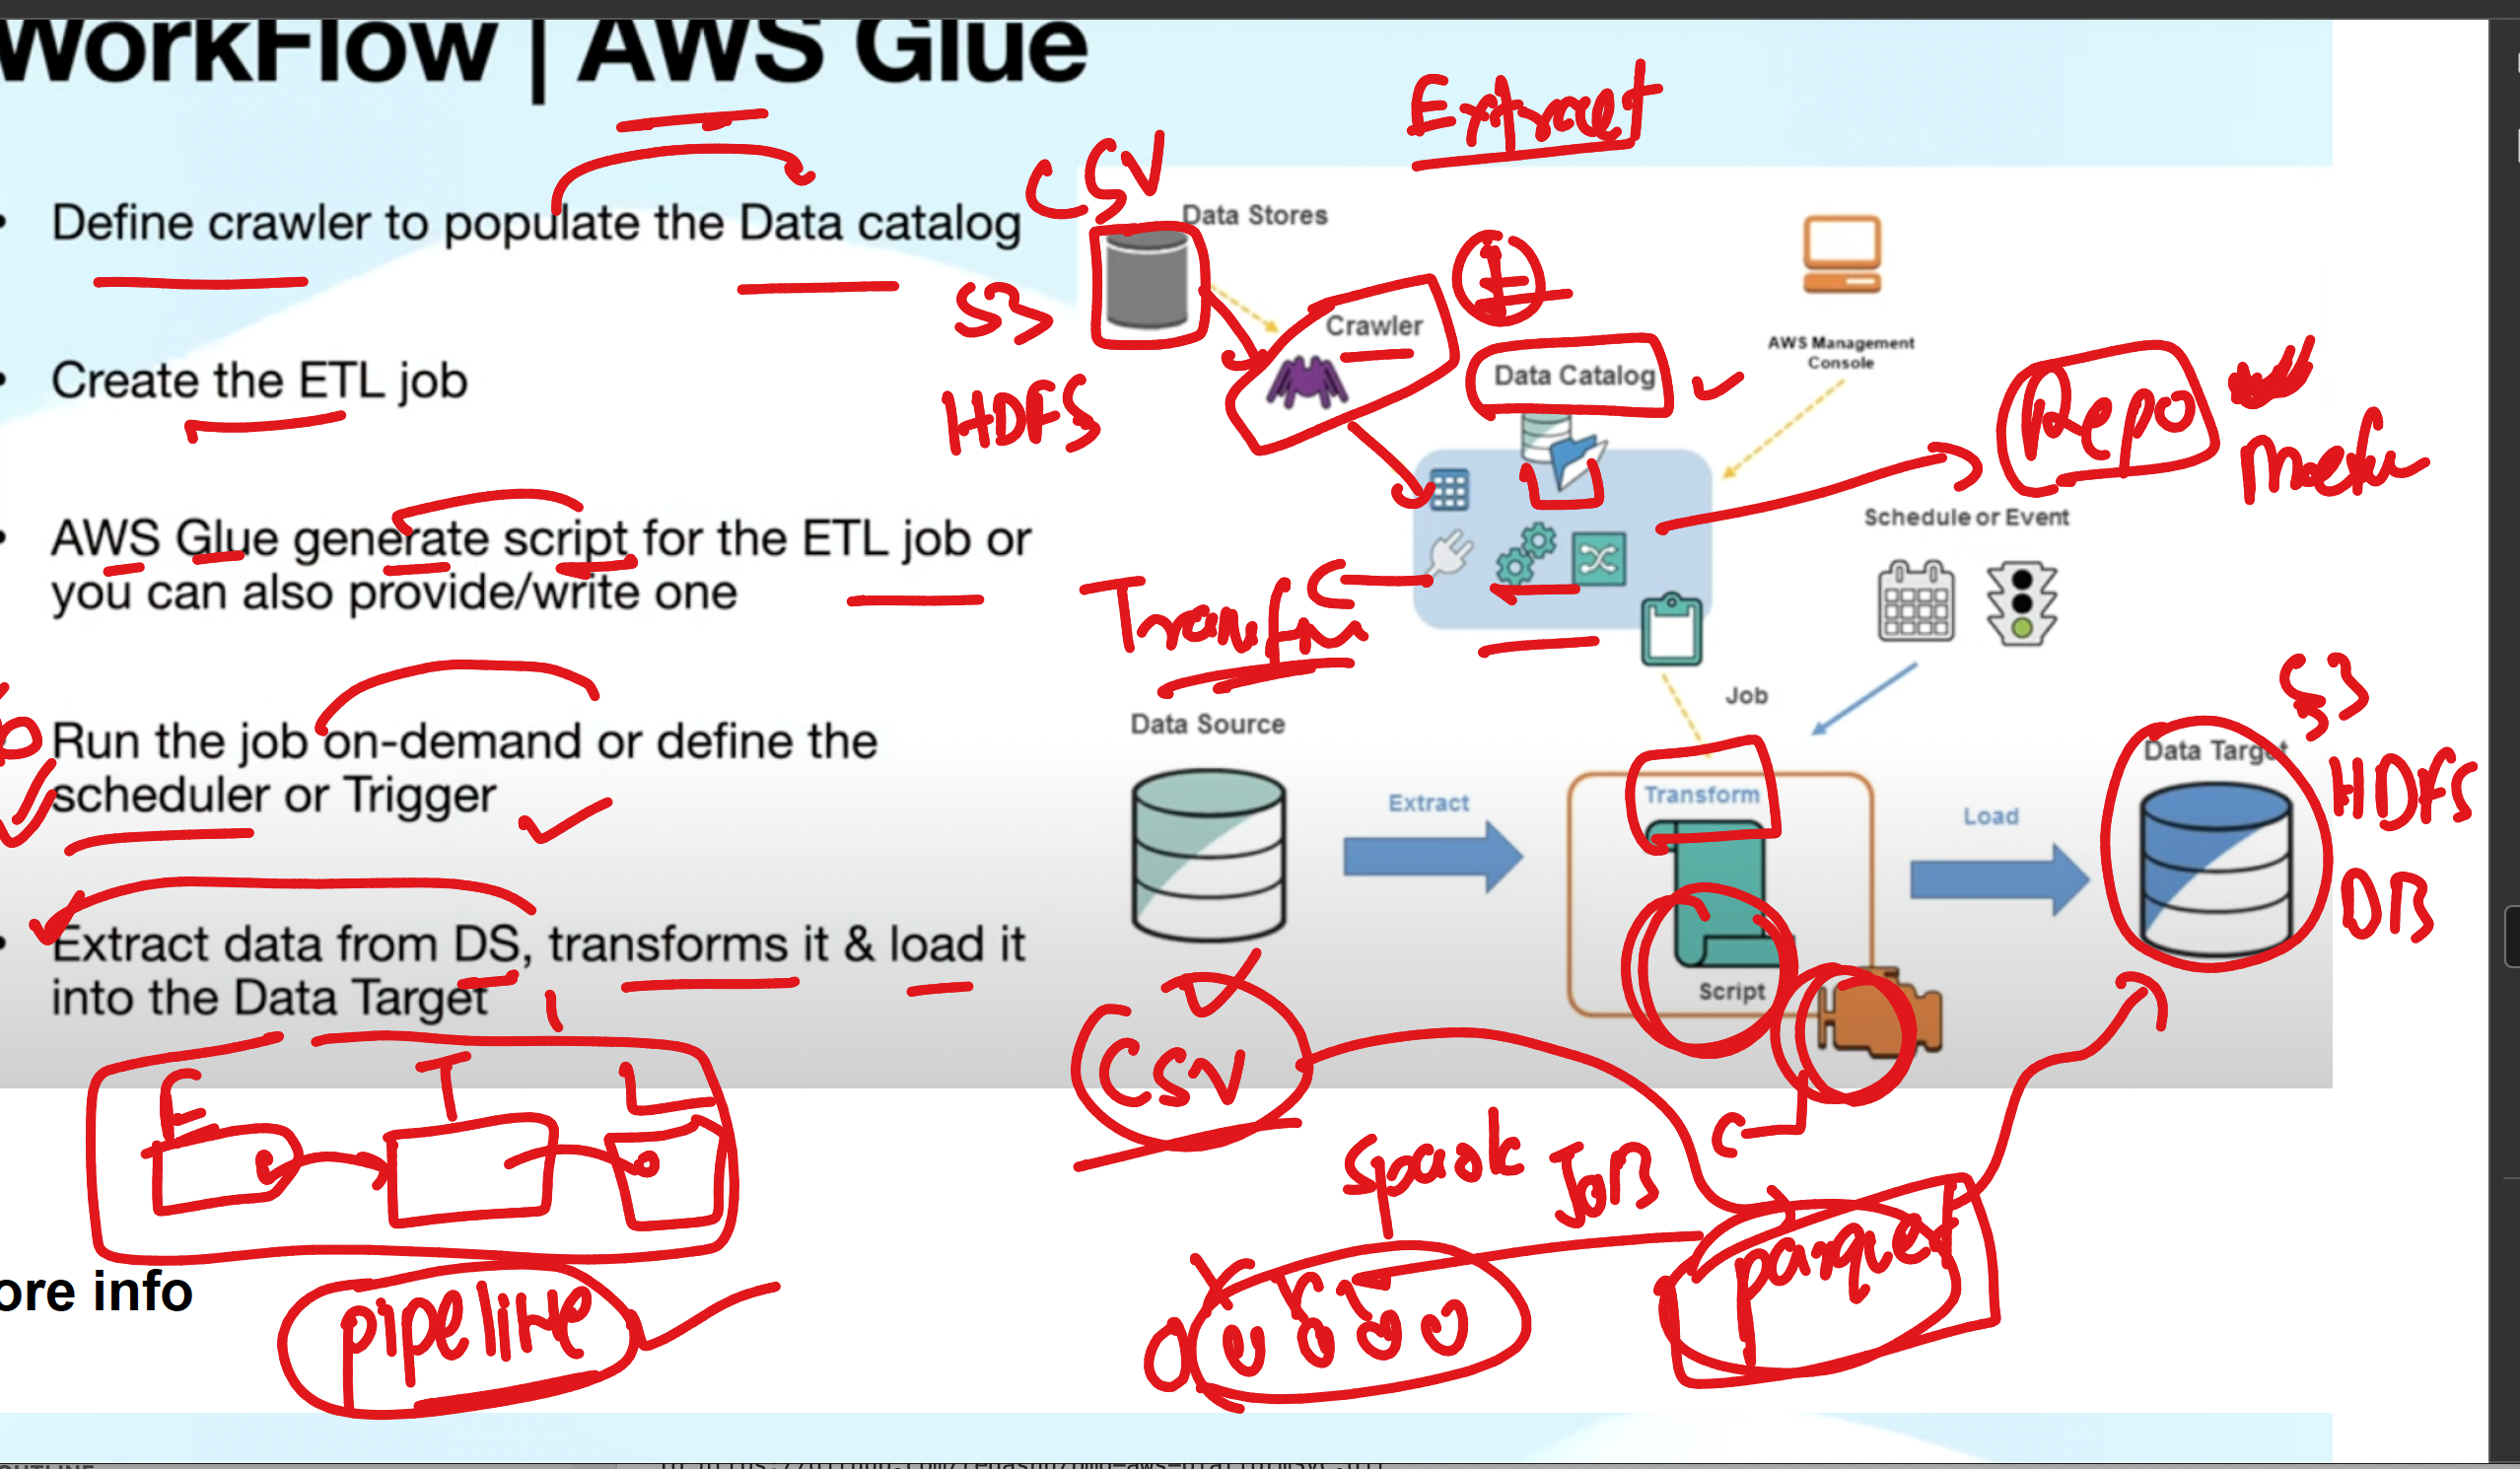 WorkFlow | AWS Glue
Extract
• Define crawler to populate the Data catalog
CSV
Data Stores
S3
HDFS
Crawler
Data Catalog
AWS Management
Console
Repo
• Create the ETL job
• AWS Glue generate script for the ETL job or
you can also provide/write one
Schedule or Event
Job
Run the job on-demand or define the
scheduler or Trigger
Data Source
Extract
Transform
Script
Load
Data Target
S3
HDFS
DB
• Extract data from DS, transforms it & load it
into the Data Target
E
T
L
pipeline
CSV
Spark
parquet
ore info